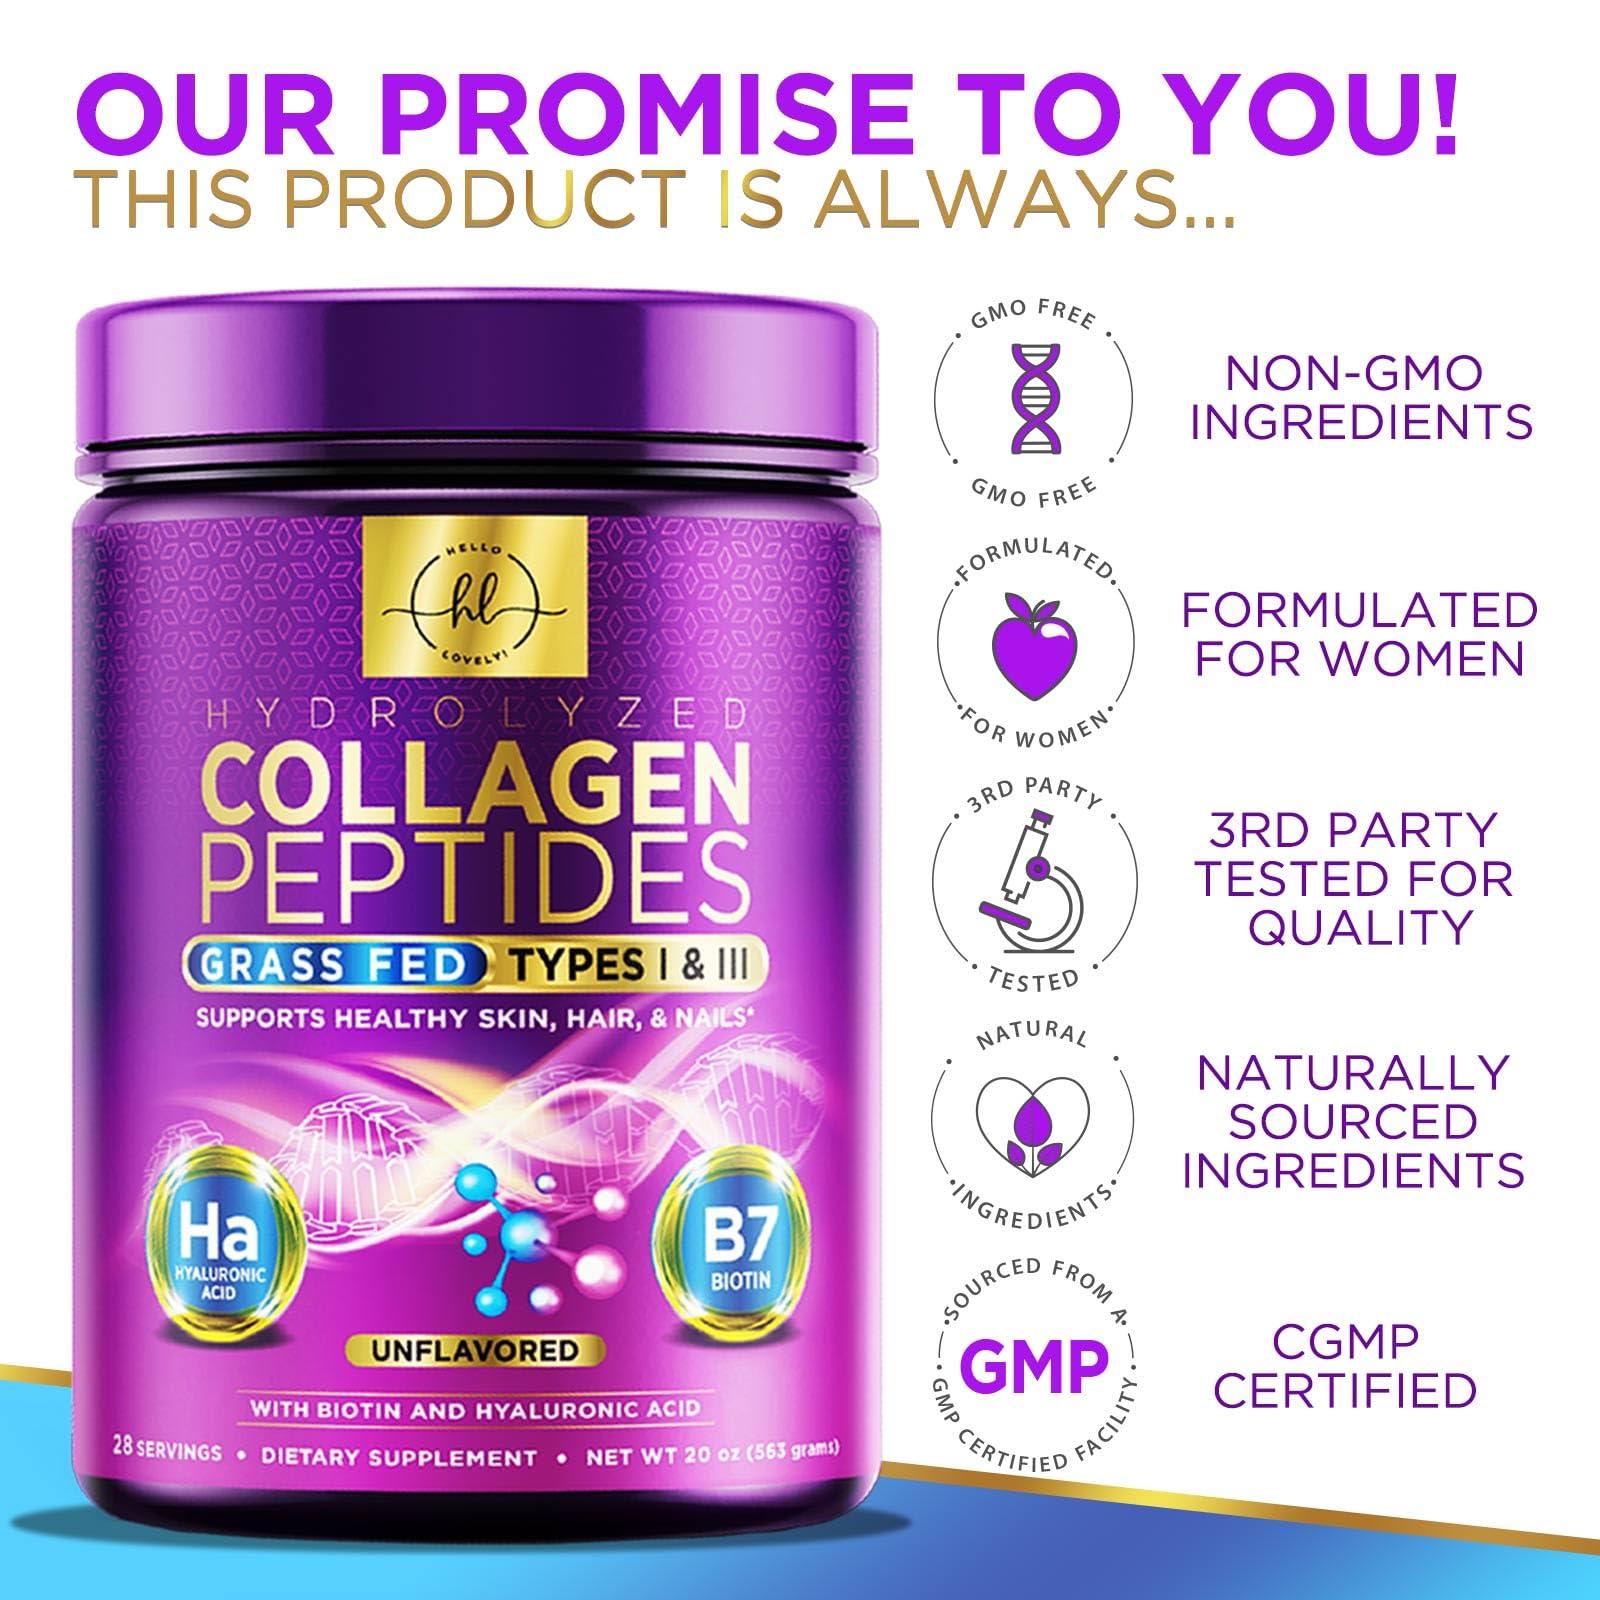 OUR PROMISE TO YOU!
THIS PRODUCT IS ALWAYS...
HELLO
hl
LOVELY!
HYDROLYZED
COLLAGEN
PEPTIDES
GRASS FED TYPES I & III
SUPPORTS HEALTHY SKIN, HAIR, & NAILS*
Ha
HYALURONIC
ACID
B7
BIOTIN
UNFLAVORED
WITH BIOTIN AND HYALURONIC ACID
28 SERVINGS • DIETARY SUPPLEMENT • NET WT 20 oz (563 grams)
GMO FREE
GMO FREE
NON-GMO
INGREDIENTS
FORMULATED
FOR WOMEN
FORMULATED
FOR WOMEN
3RD PARTY
TESTED
3RD PARTY
TESTED FOR
QUALITY
NATURAL
INGREDIENTS
NATURALLY
SOURCED
INGREDIENTS
SOURCED FROM A
GMP
GMP CERTIFIED FACILITY
CGMP
CERTIFIED